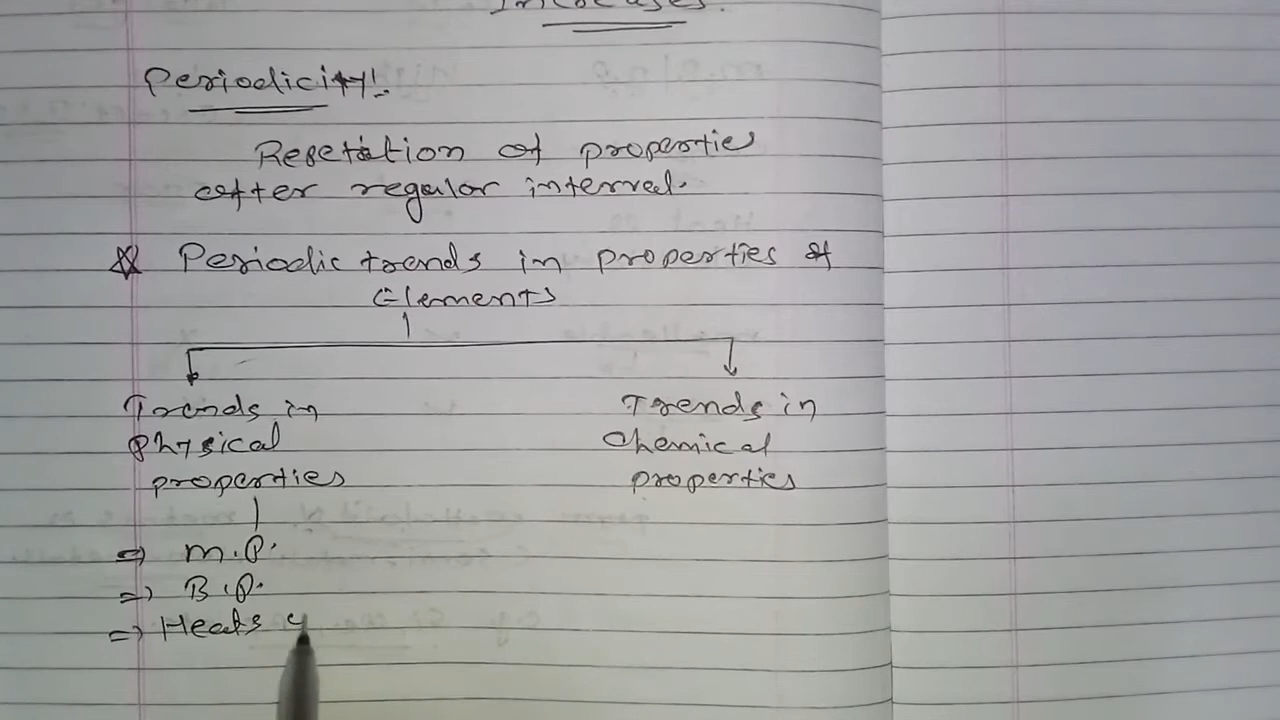 Increases.
Periodicity:-
Repetation of propertie
after regular interval.
☆ Periodic trends in properties of
Elements
Trends in
physical
properties
Trends in
Chemical
properties
=> m.p.
=> B.p.
=> Heats